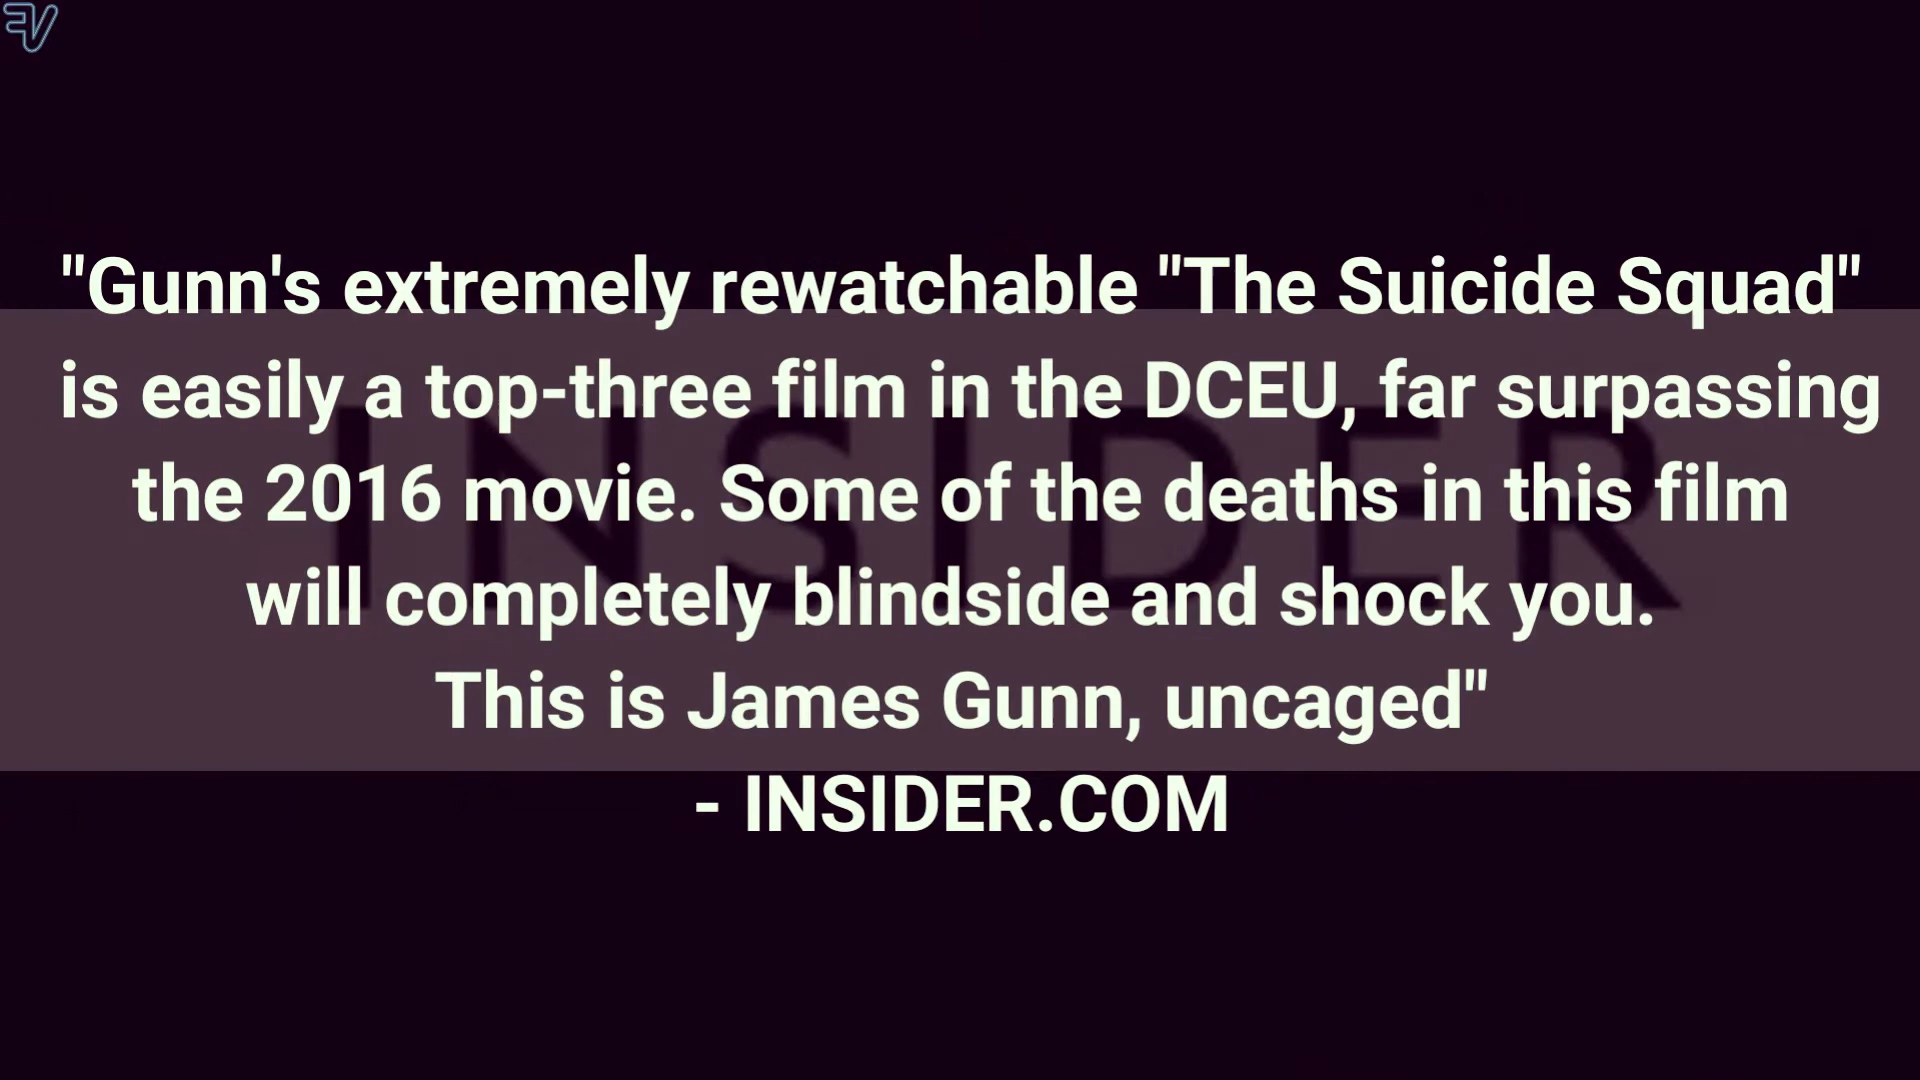 "Gunn's extremely rewatchable "The Suicide Squad"
is easily a top-three film in the DCEU, far surpassing
the 2016 movie. Some of the deaths in this film
will completely blindside and shock you.
This is James Gunn, uncaged"
- INSIDER.COM
INSIDER